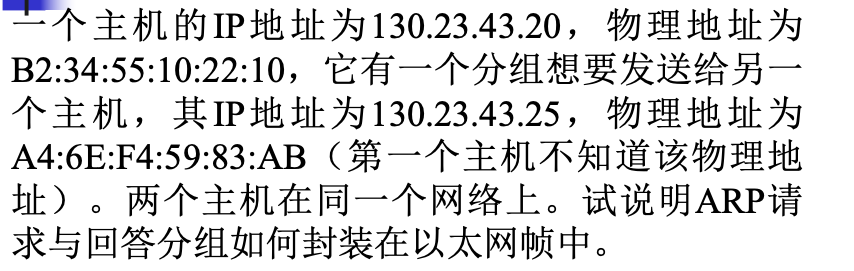 一个主机的IP地址为130.23.43.20，物理地址为
B2:34:55:10:22:10，它有一个分组想要发送给另一
个主机，其IP地址为130.23.43.25，物理地址为
A4:6E:F4:59:83:AB（第一个主机不知道该物理地
址）。两个主机在同一个网络上。试说明ARP请
求与回答分组如何封装在以太网帧中。